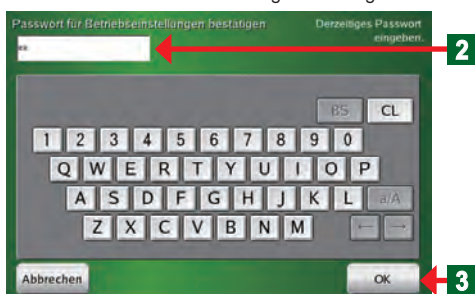 Passwort für Betriebseinstellungen bestätigen
Derzeitiges Passwort
eingeben.
**
2
BS CL
1 2 3 4 5 6 7 8 9 0
Q W E R T Y U I O P
A S D F G H J K L a/A
Z X C V B N M ← →
Abbrechen
OK
3